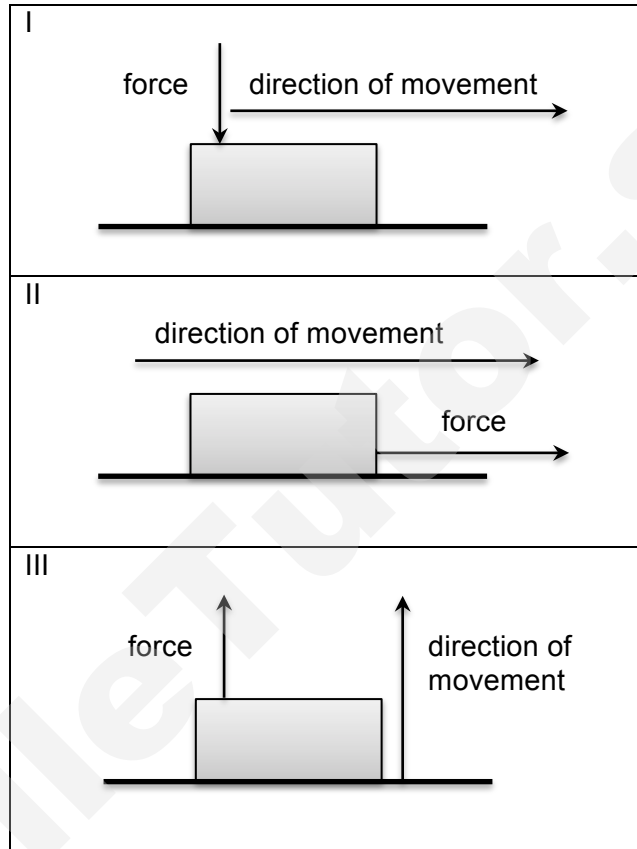 I
force direction of movement
II
direction of movement
force
III
force
direction of
movement